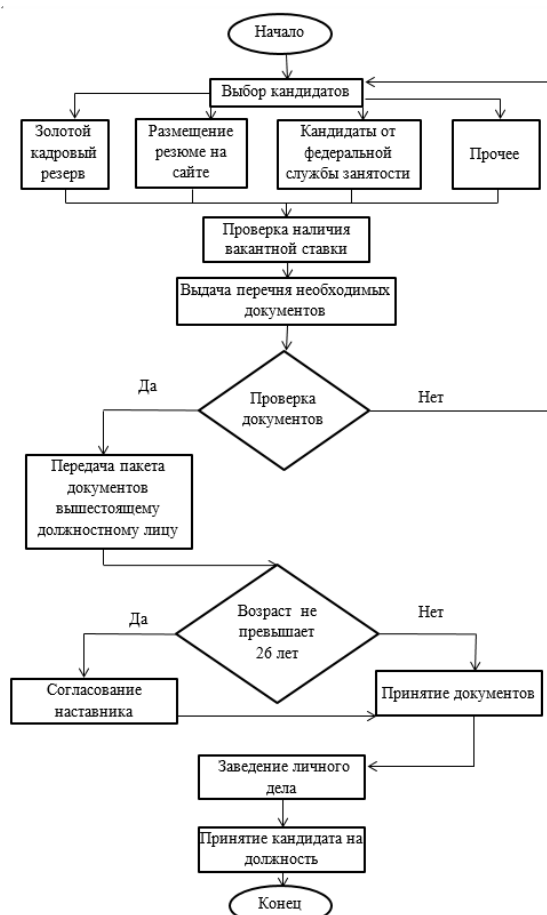 Начало
Выбор кандидатов
Золотой
кадровый
резерв
Размещение
резюме на
сайте
Кандидаты от
федеральной
службы занятости
Прочее
Проверка наличия
вакантной ставки
Выдача перечня необходимых
документов
Да
Проверка
документов
Нет
Передача пакета
документов
вышестоящему
должностному лицу
Да
Возраст не
превышает
26 лет
Нет
Согласование
наставника
Принятие документов
Заведение личного
дела
Принятие кандидата на
должность
Конец